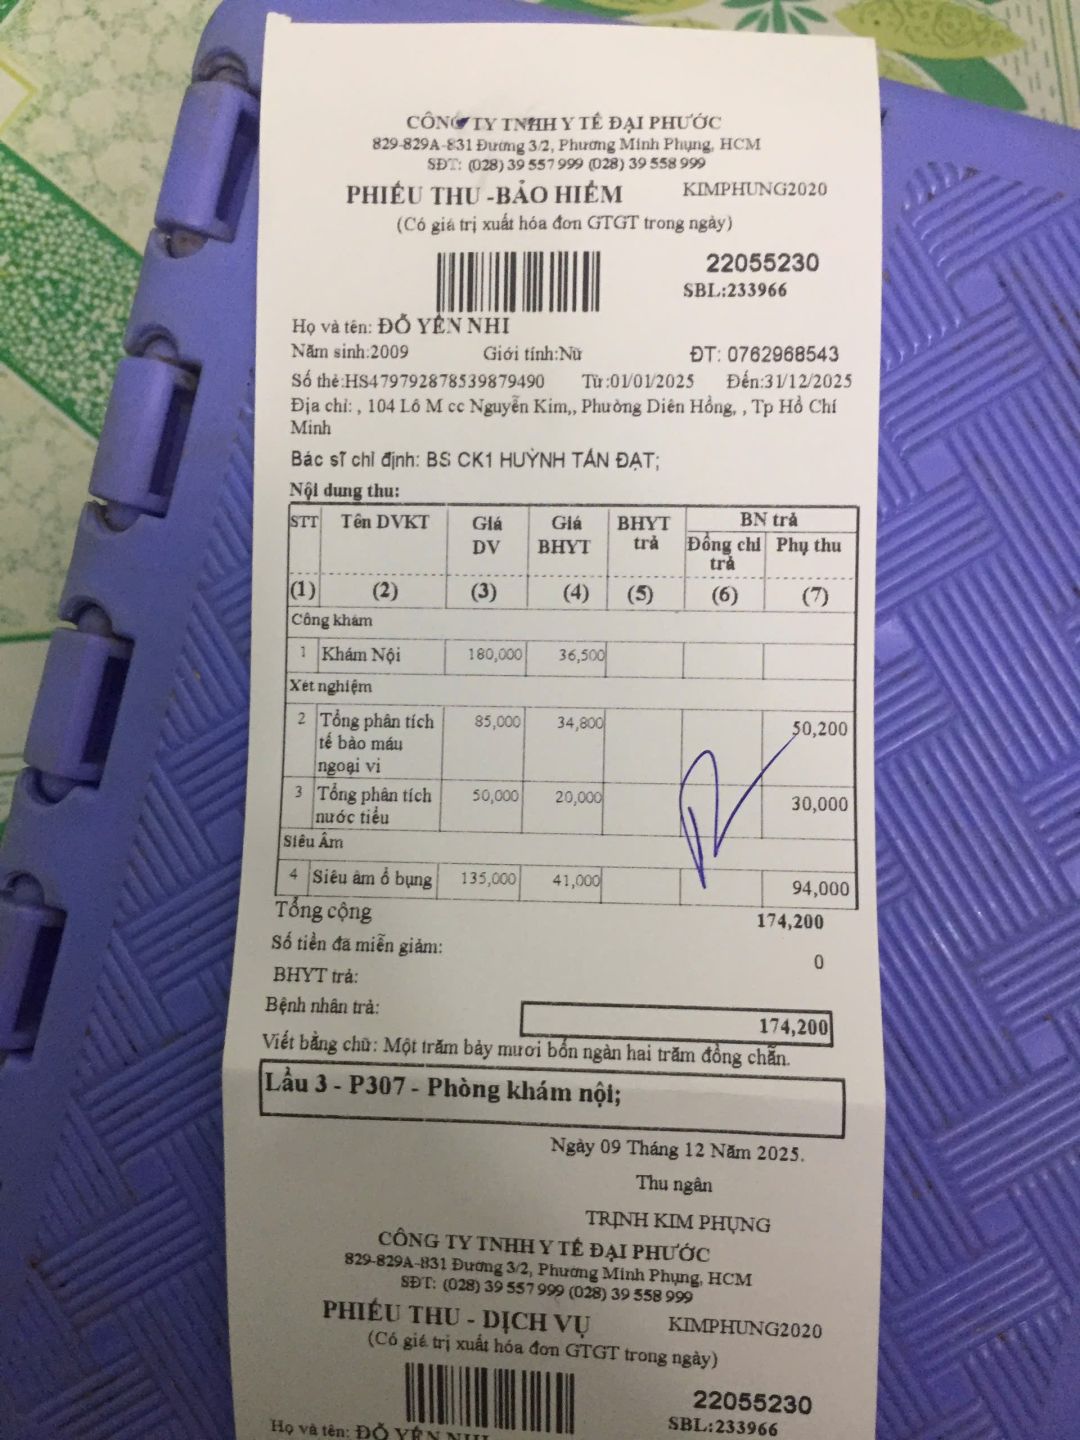 CÔNG TY TNHH Y TẾ ĐẠI PHƯỚC
829-829A-831 Đường 3/2, Phường Minh Phụng, HCM
SĐT: (028) 39 557 999 (028) 39 558 999
PHIẾU THU -BẢO HIỂM KIMPHUNG2020
(Có giá trị xuất hóa đơn GTGT trong ngày)
22055230
SBL:233966
Họ và tên: ĐỖ YẾN NHI
Năm sinh:2009 Giới tính:Nữ ĐT: 0762968543
Số thẻ:HS479792878539879490 Từ:01/01/2025 Đến:31/12/2025
Địa chỉ: , 104 Lô M cc Nguyễn Kim,, Phường Diên Hồng, , Tp Hồ Chí
Minh
Bác sĩ chỉ định: BS CK1 HUỲNH TẤN ĐẠT;
Nội dung thu:
STT Tên DVKT Giá DV Giá BHYT BHYT trả BN trả
Đồng chi trả Phụ thu
(1) (2) (3) (4) (5) (6) (7)
Công khám
1 Khám Nội 180,000 36,500
Xét nghiệm
2 Tổng phân tích 85,000 34,800 50,200
tế bào máu
ngoại vi
3 Tổng phân tích 50,000 20,000 30,000
nước tiểu
Siêu Âm
4 Siêu âm ổ bụng 135,000 41,000 94,000
Tổng cộng 174,200
Số tiền đã miễn giảm: 0
BHYT trả:
Bệnh nhân trả: 174,200
Viết bằng chữ: Một trăm bảy mươi bốn ngàn hai trăm đồng chẵn.
Lầu 3 - P307 - Phòng khám nội;
Ngày 09 Tháng 12 Năm 2025.
Thu ngân
TRỊNH KIM PHỤNG
CÔNG TY TNHH Y TẾ ĐẠI PHƯỚC
829-829A-831 Đường 3/2, Phường Minh Phụng, HCM
SĐT: (028) 39 557 999 (028) 39 558 999
PHIẾU THU - DỊCH VỤ KIMPHUNG2020
(Có giá trị xuất hóa đơn GTGT trong ngày)
22055230
SBL:233966
Họ và tên: ĐỖ YẾN NHI